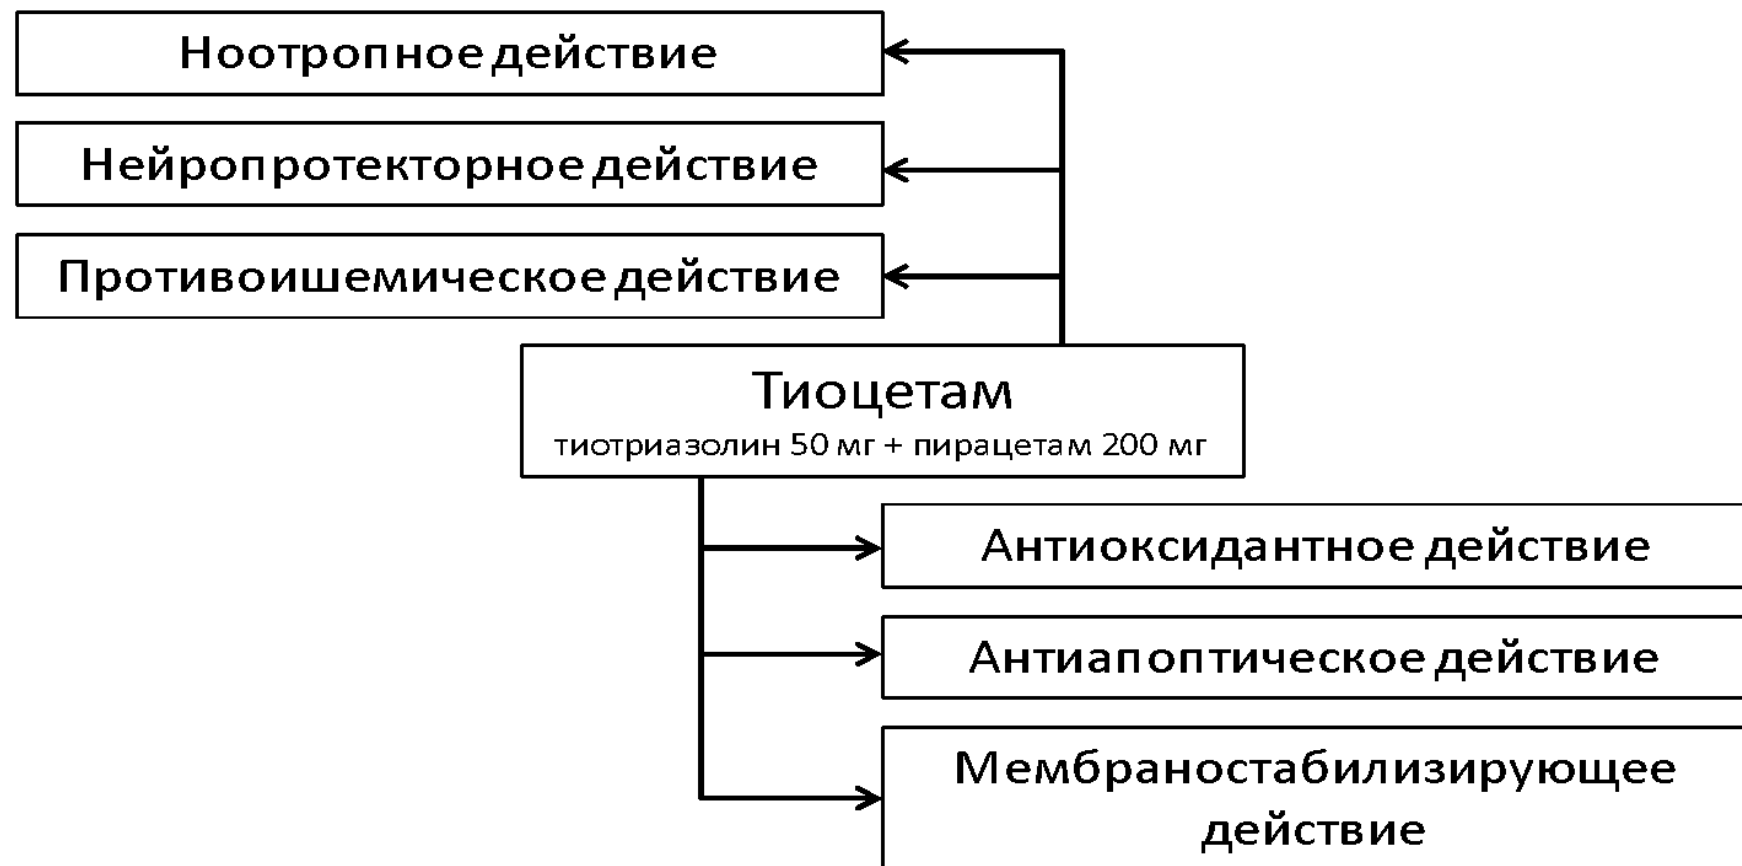 Ноотропное действие
Нейропротекторное действие
Противоишемическое действие
Тиоцетам
тиотриазолин 50 мг + пирацетам 200 мг
Антиоксидантное действие
Антиапоптическое действие
Мембраностабилизирующее
действие